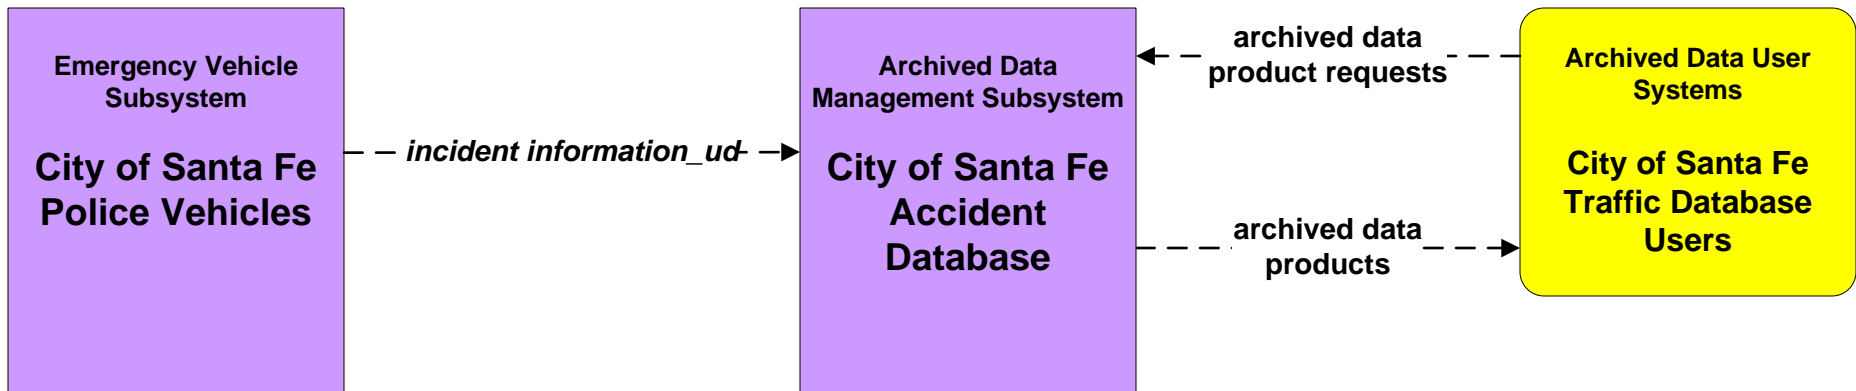 Emergency Vehicle
Subsystem
City of Santa Fe
Police Vehicles
incident information_ud
Archived Data
Management Subsystem
City of Santa Fe
Accident
Database
archived data
product requests
archived data
products
Archived Data User
Systems
City of Santa Fe
Traffic Database
Users